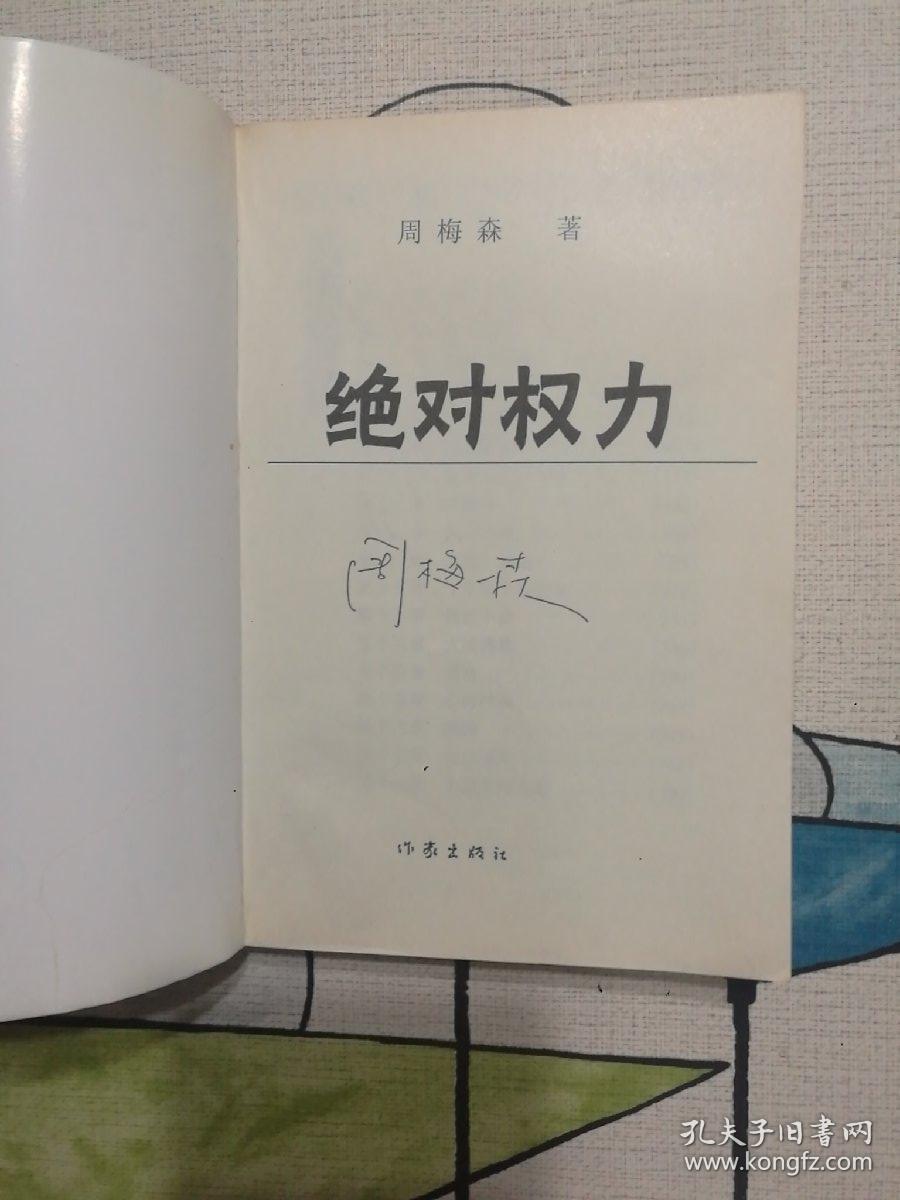 周梅森 著
绝对权力
周梅森
作家出版社
孔夫子旧书网
www.kongfz.com